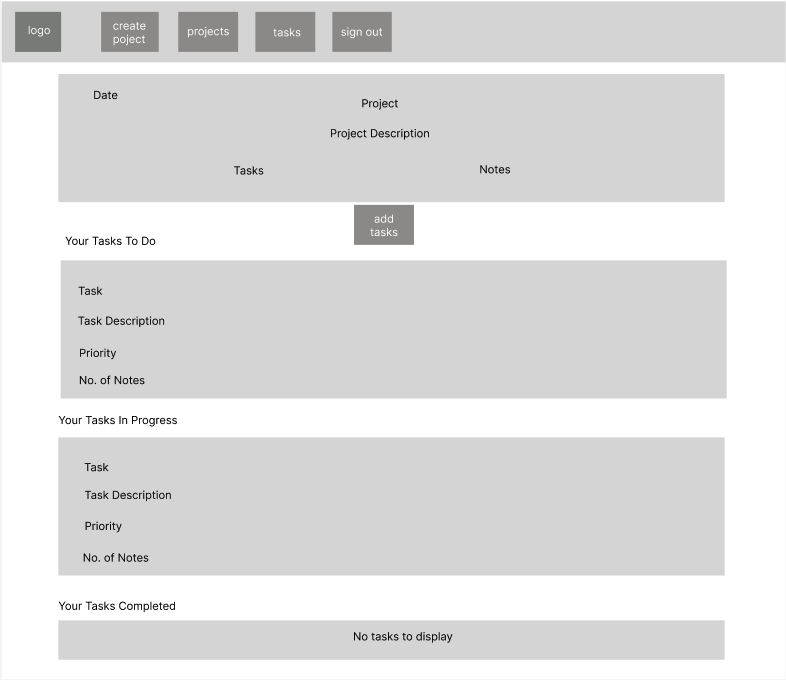 logo
create
poject
projects
tasks
sign out
Date
Project
Project Description
Tasks
Notes
add
tasks
Your Tasks To Do
Task
Task Description
Priority
No. of Notes
Your Tasks In Progress
Task
Task Description
Priority
No. of Notes
Your Tasks Completed
No tasks to display